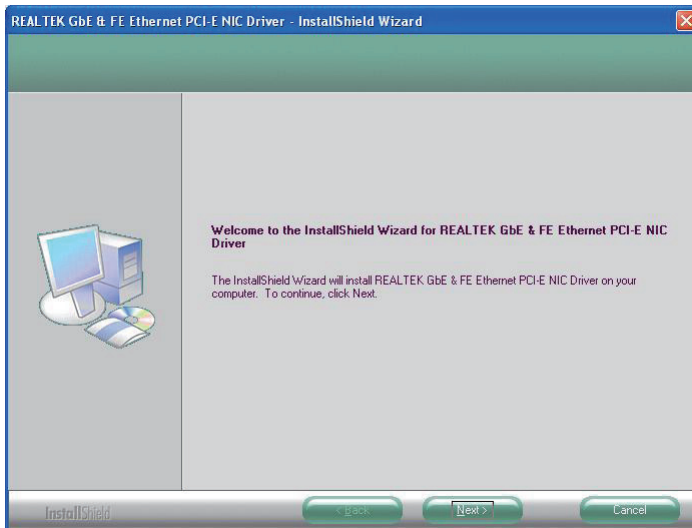 REALTEK GbE & FE Ethernet PCI-E NIC Driver - InstallShield Wizard
Welcome to the InstallShield Wizard for REALTEK GbE & FE Ethernet PCI-E NIC
Driver
The InstallShield Wizard will install REALTEK GbE & FE Ethernet PCI-E NIC Driver on your
computer. To continue, click Next.
InstallShield
< Back
Next >
Cancel